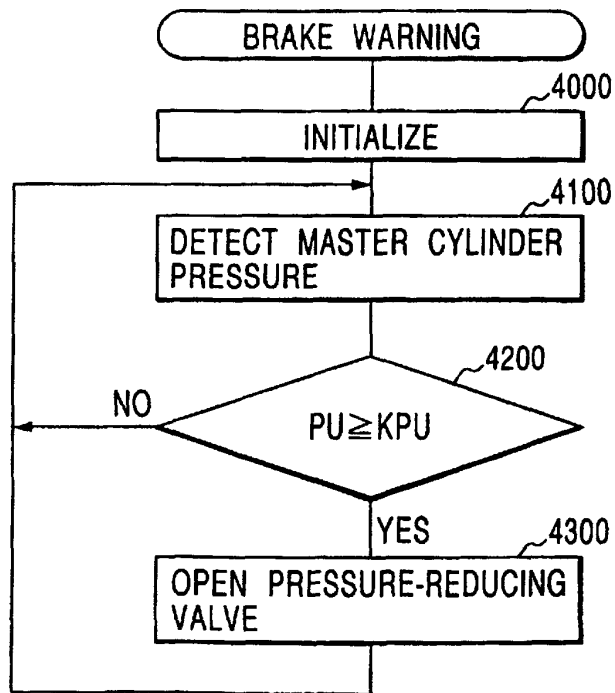 BRAKE WARNING
4000
INITIALIZE
4100
DETECT MASTER CYLINDER
PRESSURE
4200
NO
PU≧KPU
YES
4300
OPEN PRESSURE-REDUCING
VALVE